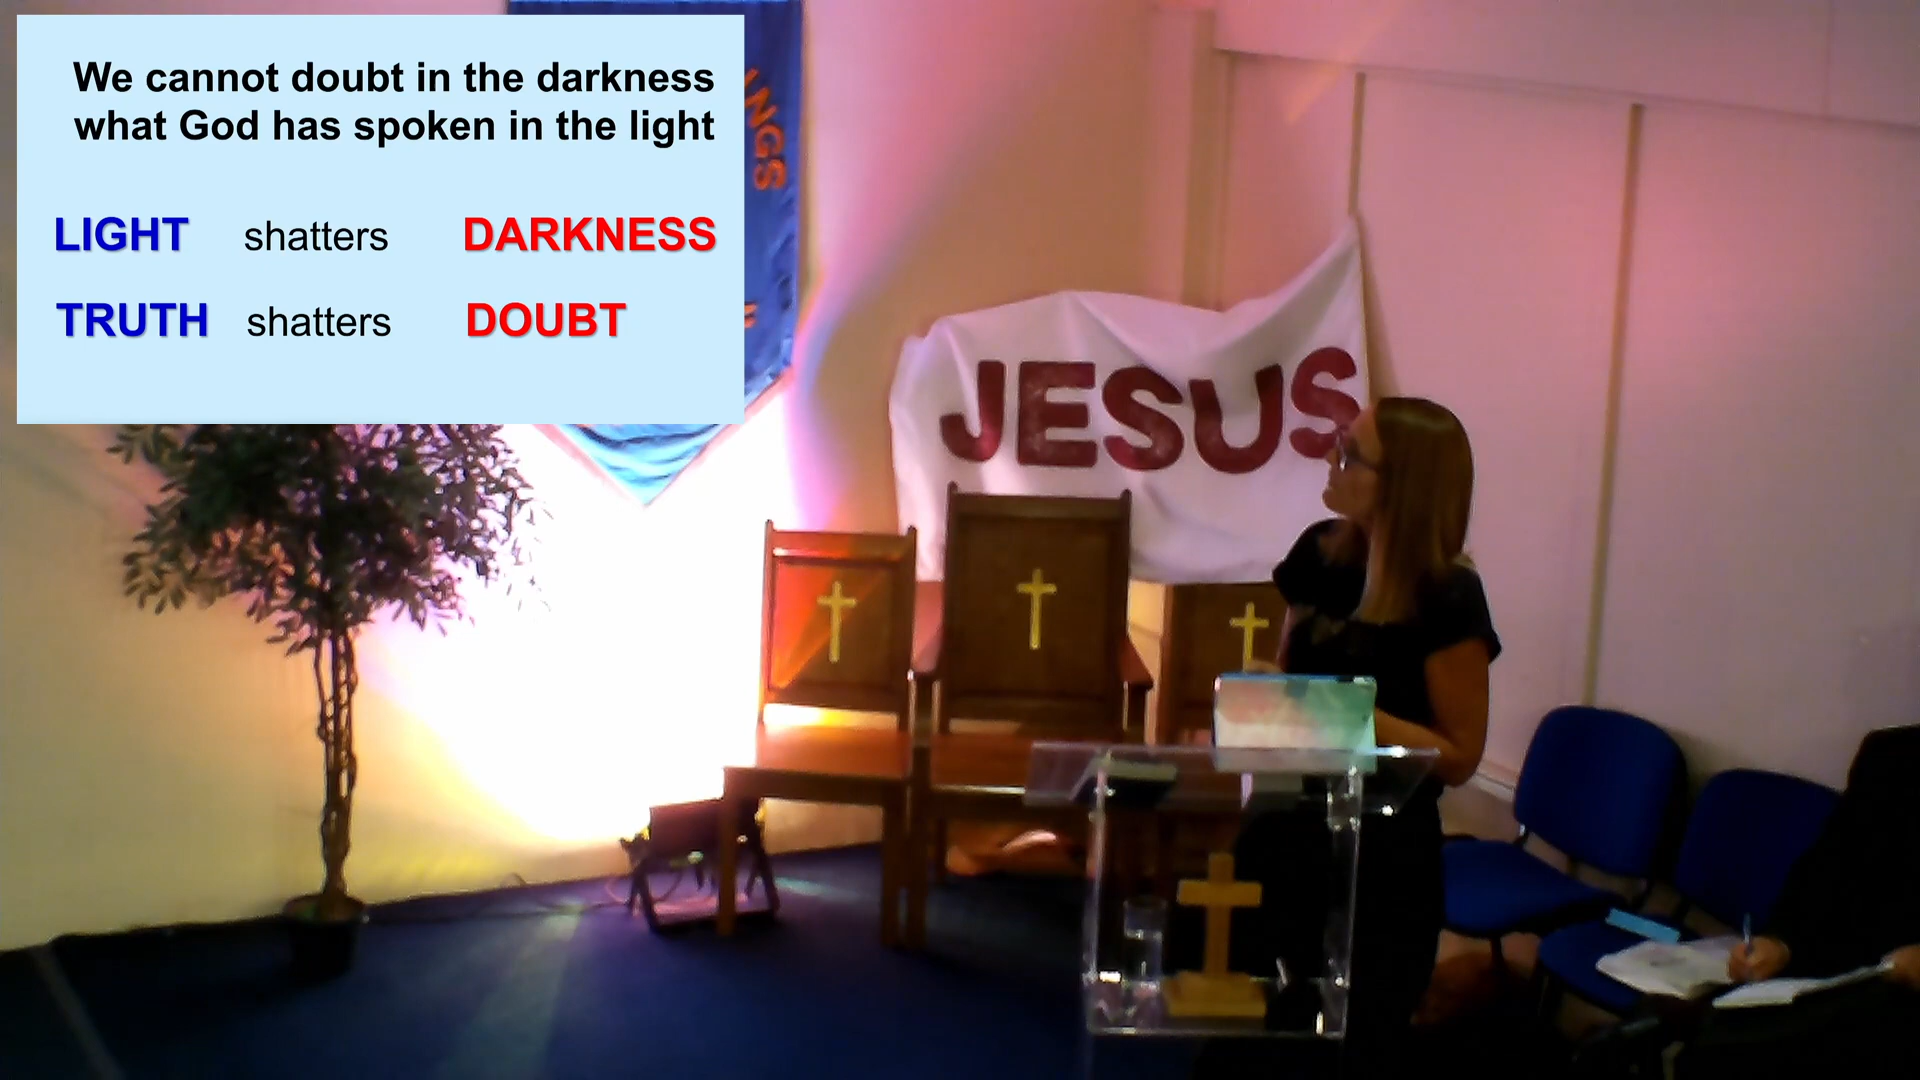 We cannot doubt in the darkness
what God has spoken in the light
LIGHT shatters DARKNESS
TRUTH shatters DOUBT
INGS
JESUS